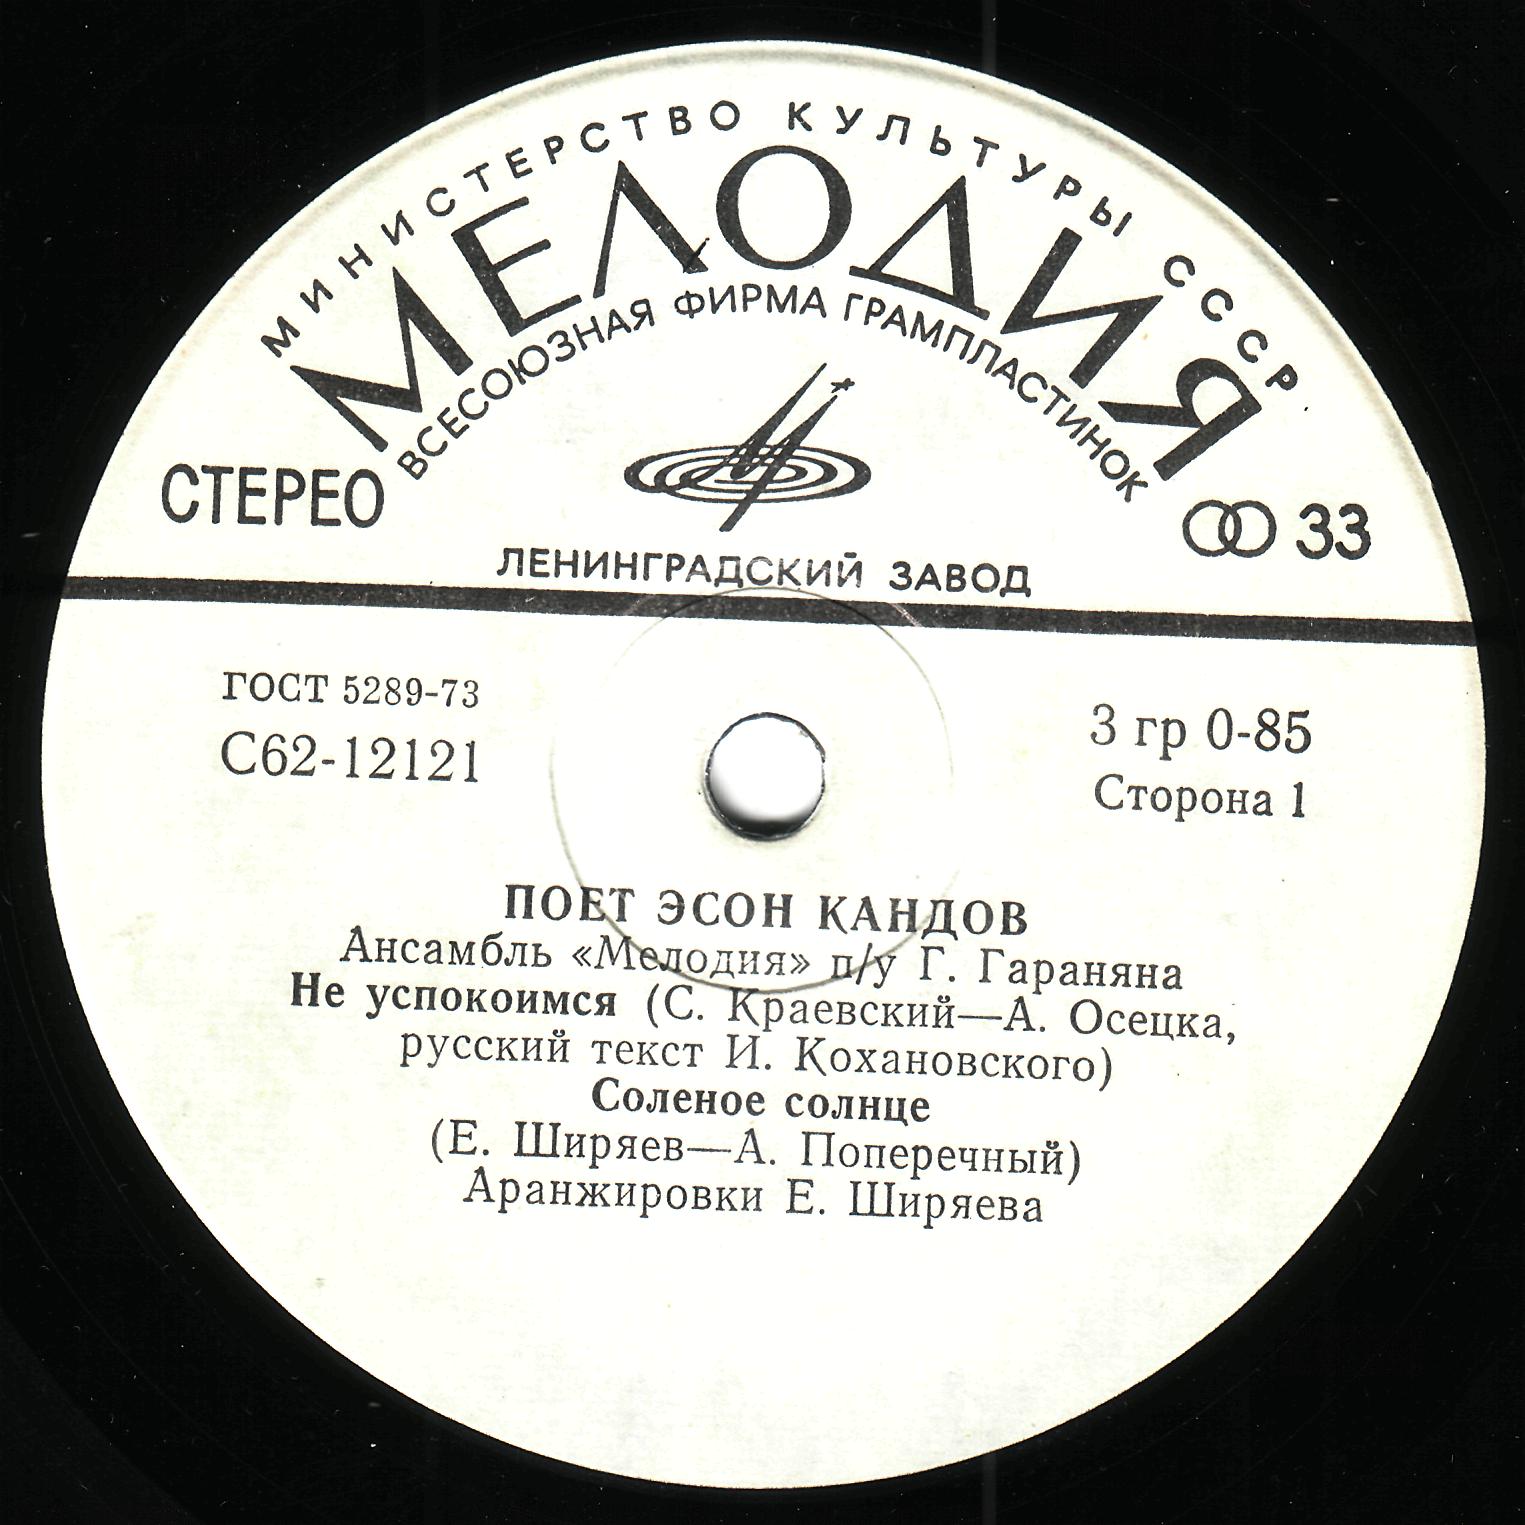 МИНИСТЕРСТВО КУЛЬТУРЫ СССР
МЕЛОДИЯ
ВСЕСОЮЗНАЯ ФИРМА ГРАМПЛАСТИНОК
СТЕРЕО
33
ЛЕНИНГРАДСКИЙ ЗАВОД
ГОСТ 5289-73
С62-12121
3 гр 0-85
Сторона 1
ПОЕТ ЭСОН КАНДОВ
Ансамбль «Мелодия» п/у Г. Гараняна
Не успокоимся (С. Краевский—А. Осецка,
русский текст И. Кохановского)
Соленое солнце
(Е. Ширяев—А. Поперечный)
Аранжировки Е. Ширяева